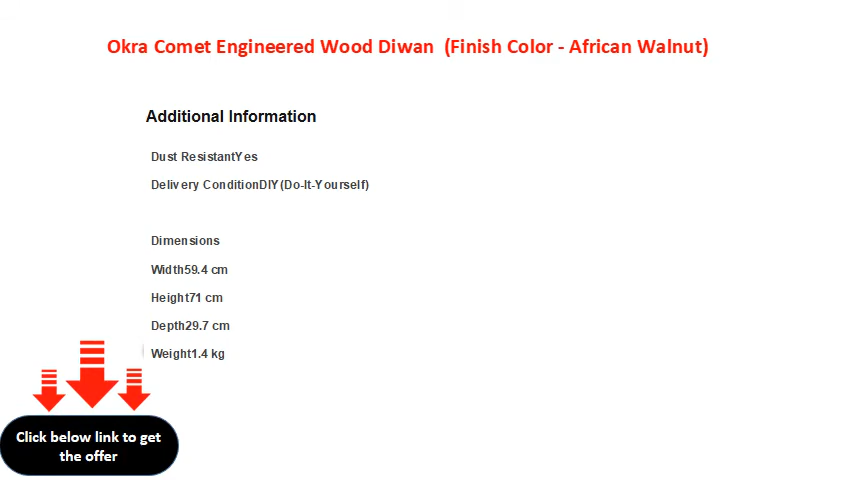 Okra Comet Engineered Wood Diwan  (Finish Color - African Walnut)
Additional Information
Dust ResistantYes
Delivery ConditionDIY(Do-It-Yourself)
Dimensions
Width59.4 cm
Height71 cm
Depth29.7 cm
Weight1.4 kg
Click below link to get
the offer